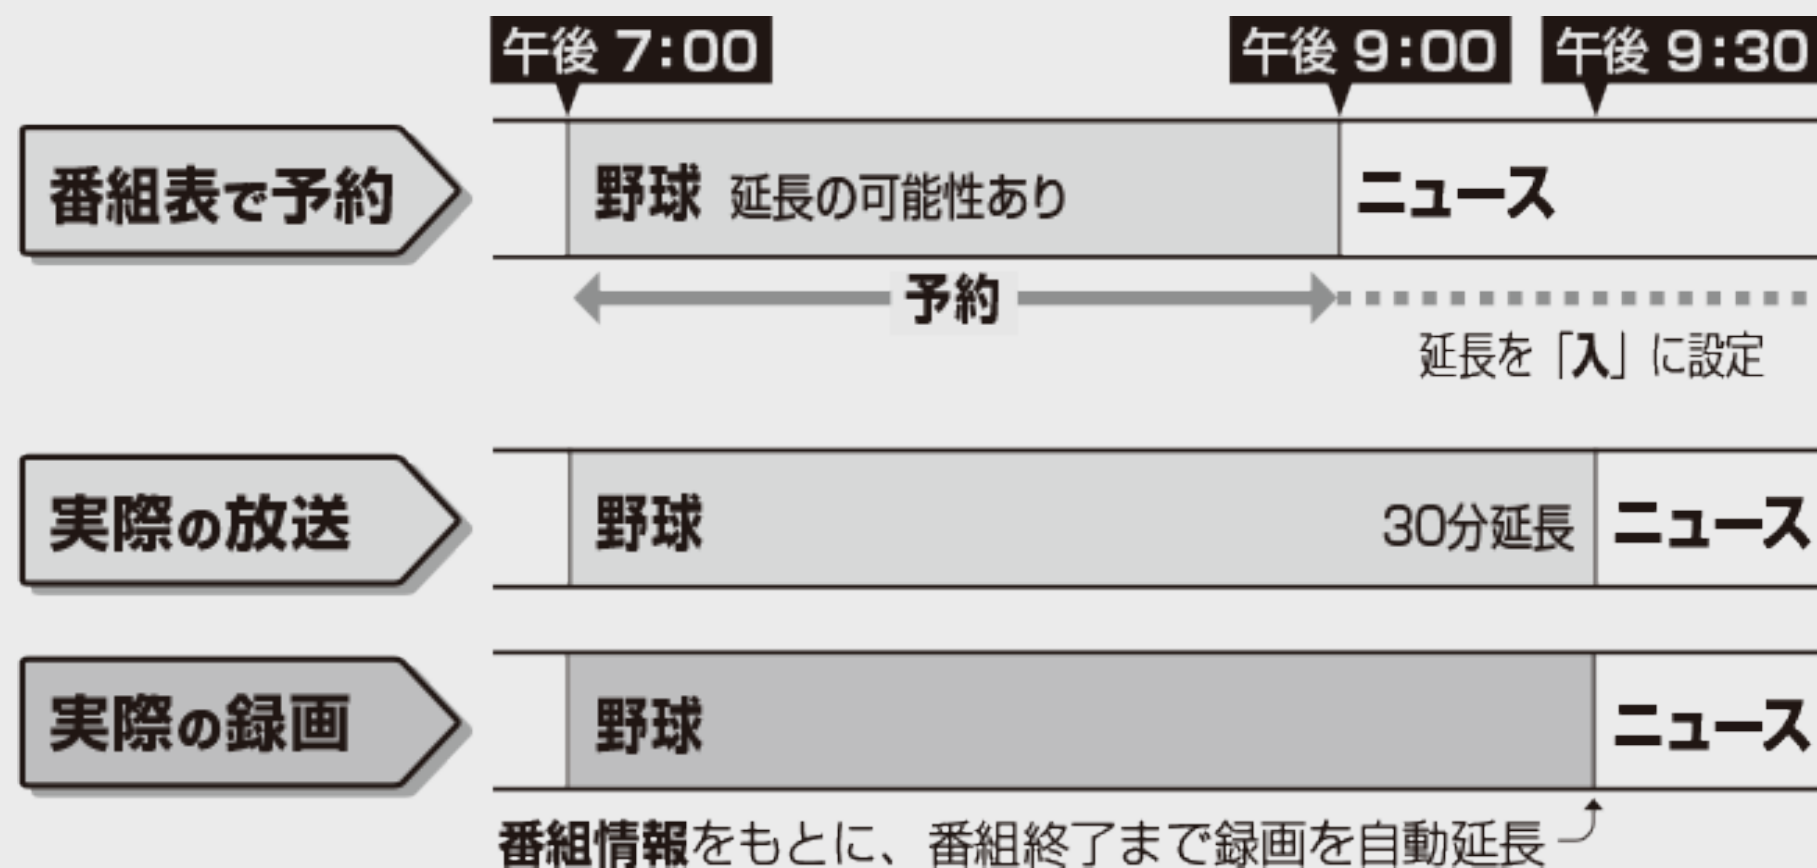 午後 7:00 午後 9:00 午後 9:30
番組表で予約 野球 延長の可能性あり ニュース
予約
延長を「入」に設定
実際の放送 野球 30分延長 ニュース
実際の録画 野球 ニュース
番組情報をもとに、番組終了まで録画を自動延長